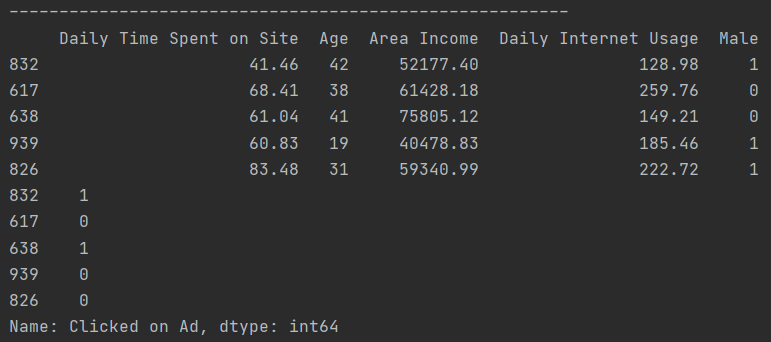 --------------------------------------------------------
     Daily Time Spent on Site  Age  Area Income  Daily Internet Usage  Male
832                     41.46   42     52177.40                128.98     1
617                     68.41   38     61428.18                259.76     0
638                     61.04   41     75805.12                149.21     0
939                     60.83   19     40478.83                185.46     1
826                     83.48   31     59340.99                222.72     1
832    1
617    0
638    1
939    0
826    0
Name: Clicked on Ad, dtype: int64